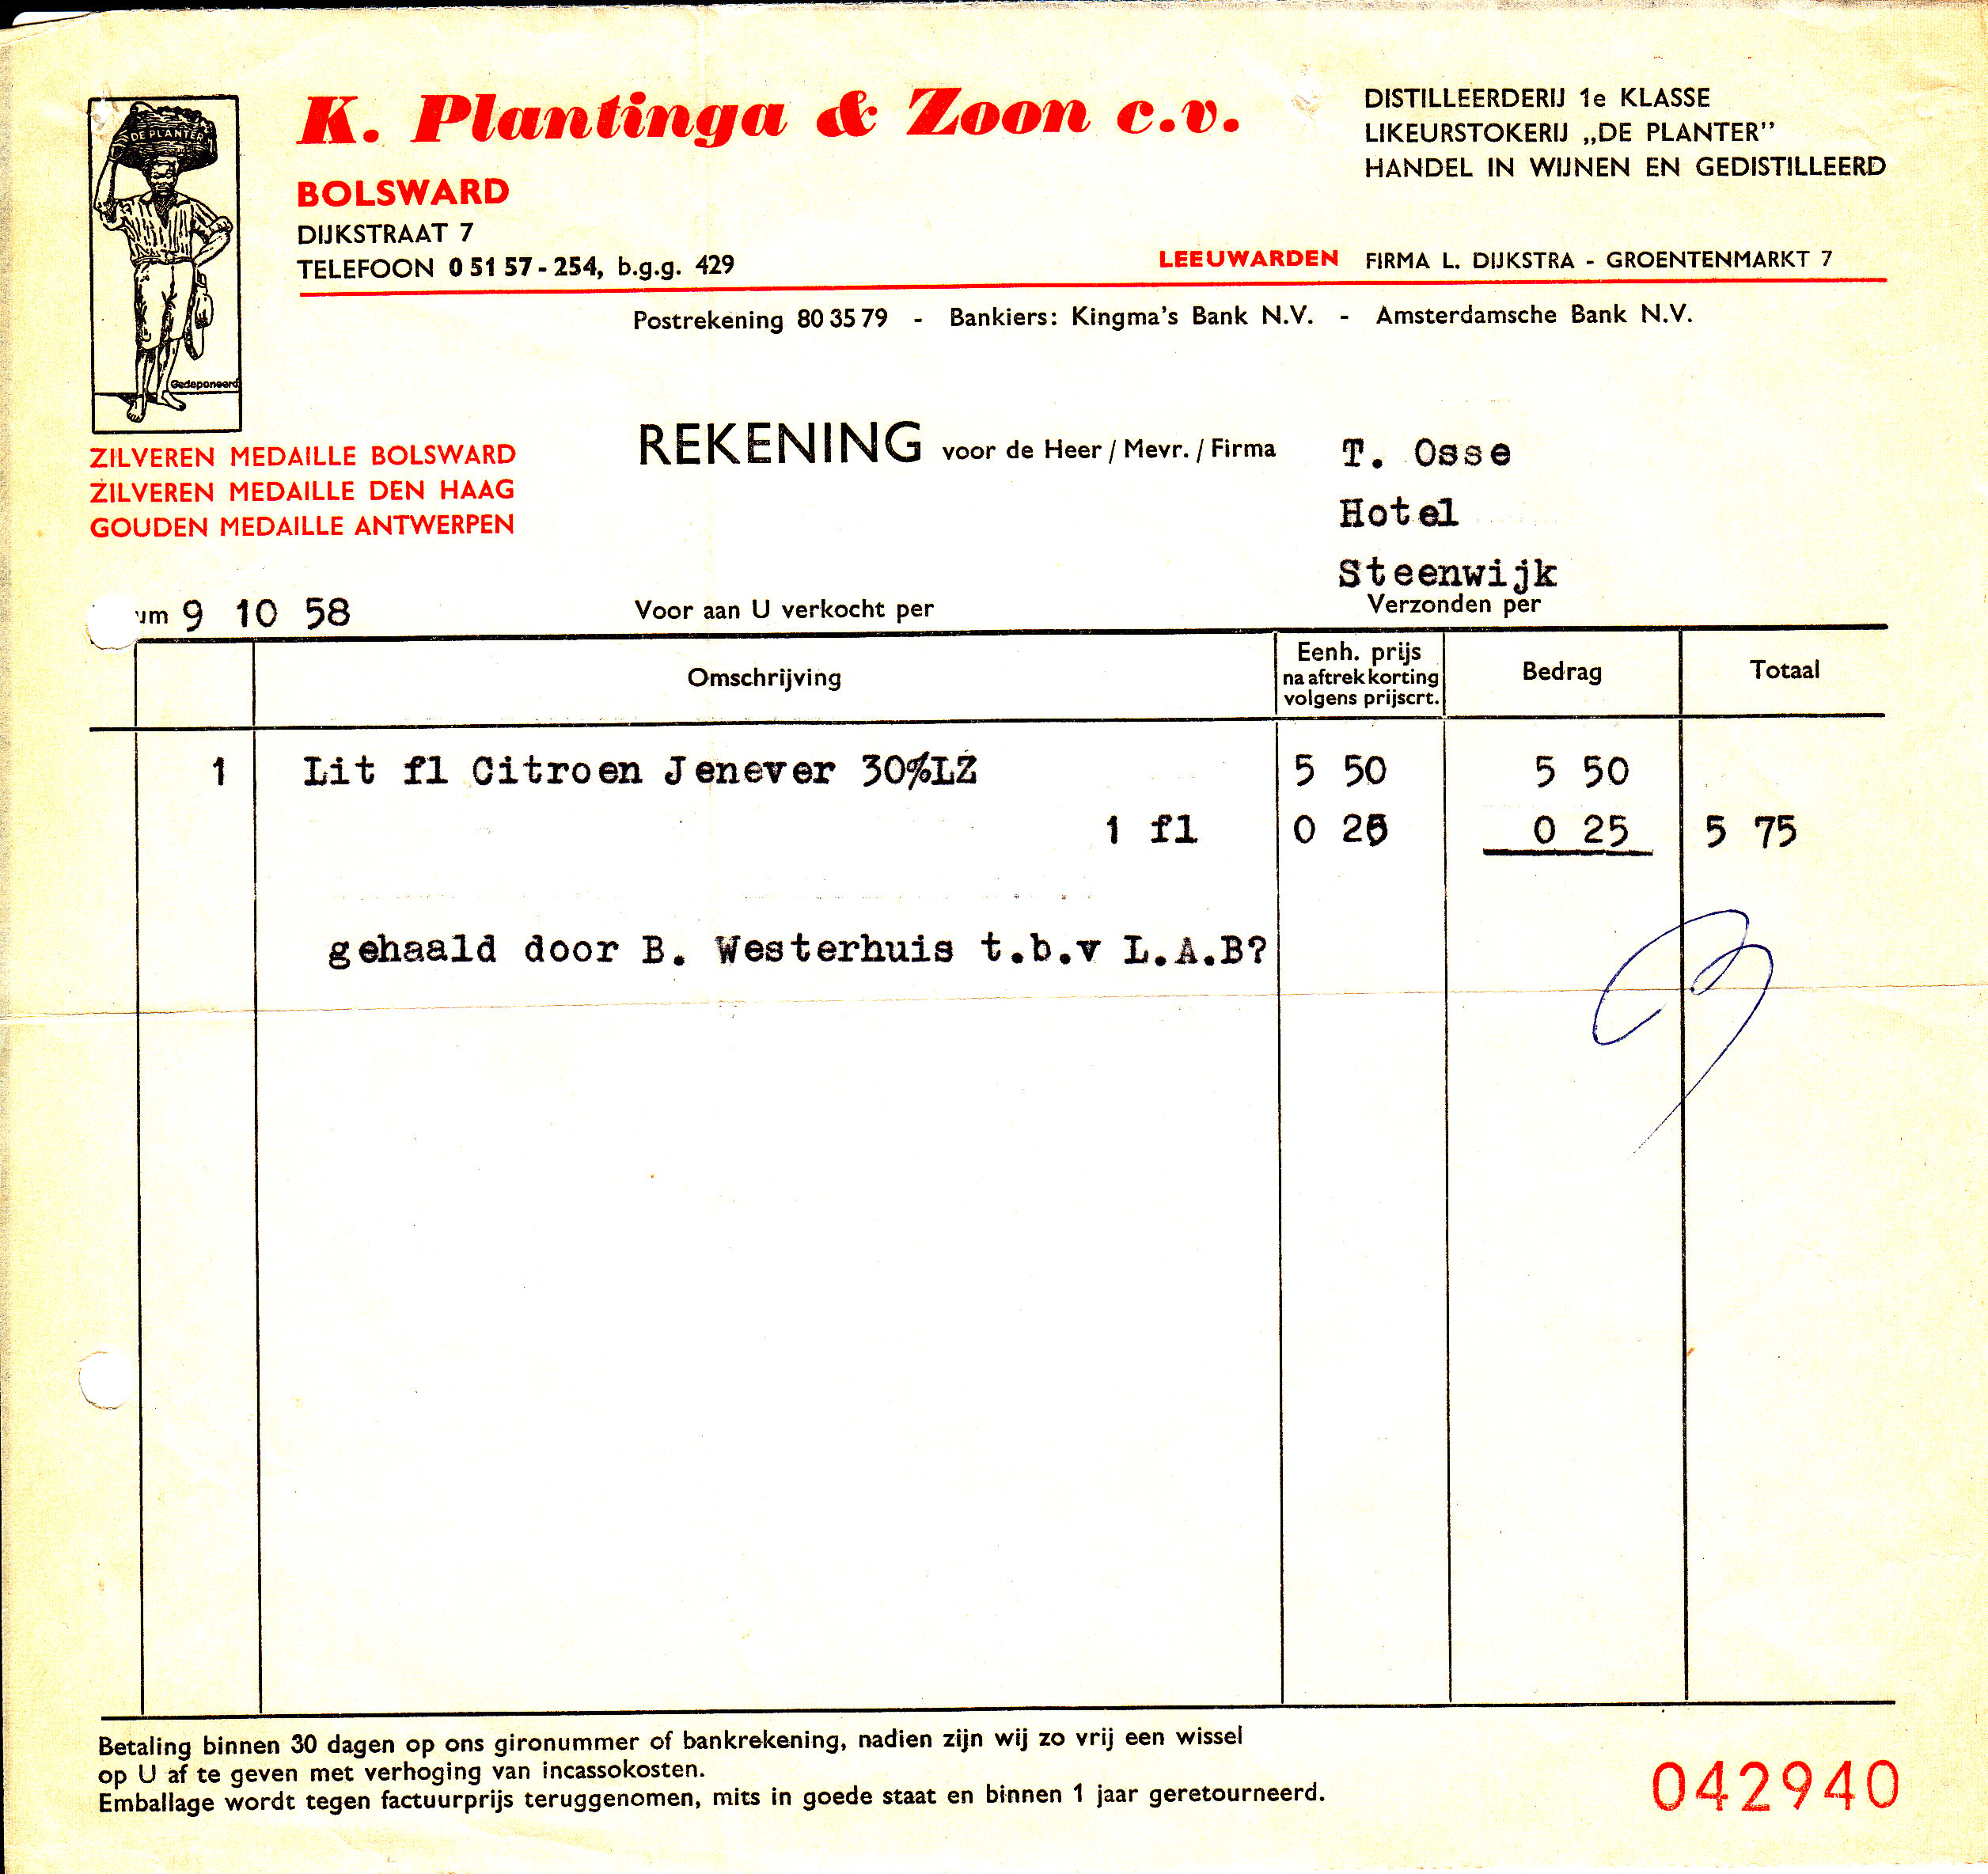 DE PLANTER
Gedeponeerd
K. Plantinga & Zoon c.v.
BOLSWARD
DIJKSTRAAT 7
TELEFOON 0 51 57 - 254, b.g.g. 429
DISTILLEERDERIJ 1e KLASSE
LIKEURSTOKERIJ „DE PLANTER”
HANDEL IN WIJNEN EN GEDISTILLEERD
LEEUWARDEN FIRMA L. DIJKSTRA - GROENTENMARKT 7
Postrekening 80 35 79 - Bankiers: Kingma's Bank N.V. - Amsterdamsche Bank N.V.
ZILVEREN MEDAILLE BOLSWARD
ZILVEREN MEDAILLE DEN HAAG
GOUDEN MEDAILLE ANTWERPEN
REKENING voor de Heer / Mevr. / Firma T. Osse
Hotel
Steenwijk
um 9 10 58 Voor aan U verkocht per Verzonden per
Omschrijving Eenh. prijs na aftrek korting volgens prijscrt. Bedrag Totaal
1 Lit fl Citroen Jenever 30%LZ 5 50 5 50
1 fl 0 25 0 25 5 75
gehaald door B. Westerhuis t.b.v L.A.B?
Betaling binnen 30 dagen op ons gironummer of bankrekening, nadien zijn wij zo vrij een wissel
op U af te geven met verhoging van incassokosten.
Emballage wordt tegen factuurprijs teruggenomen, mits in goede staat en binnen 1 jaar geretourneerd.
042940